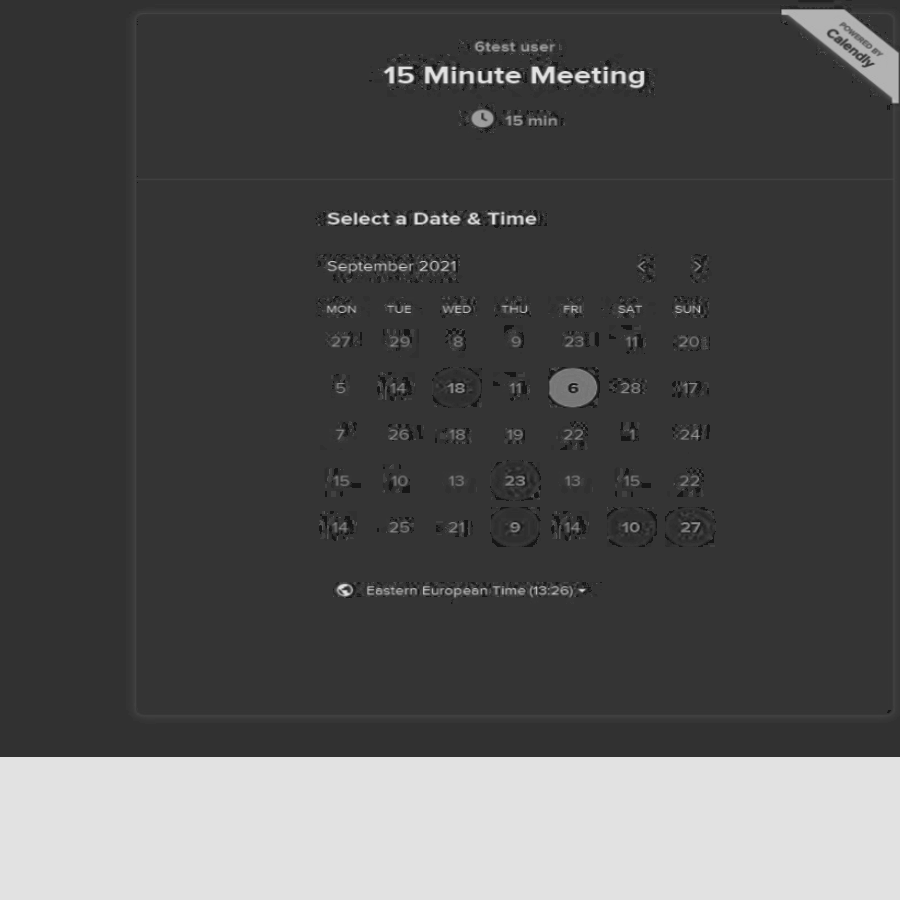 POWERED BY
Calendly
6test user
15 Minute Meeting
15 min
Select a Date & Time
September 2021
MON TUE WED THU FRI SAT SUN
27 29 8 9 23 11 20
5 14 18 11 6 28 17
7 26 18 19 22 1 24
15 10 13 23 13 15 22
14 25 21 9 14 10 27
Eastern European Time (13:26)